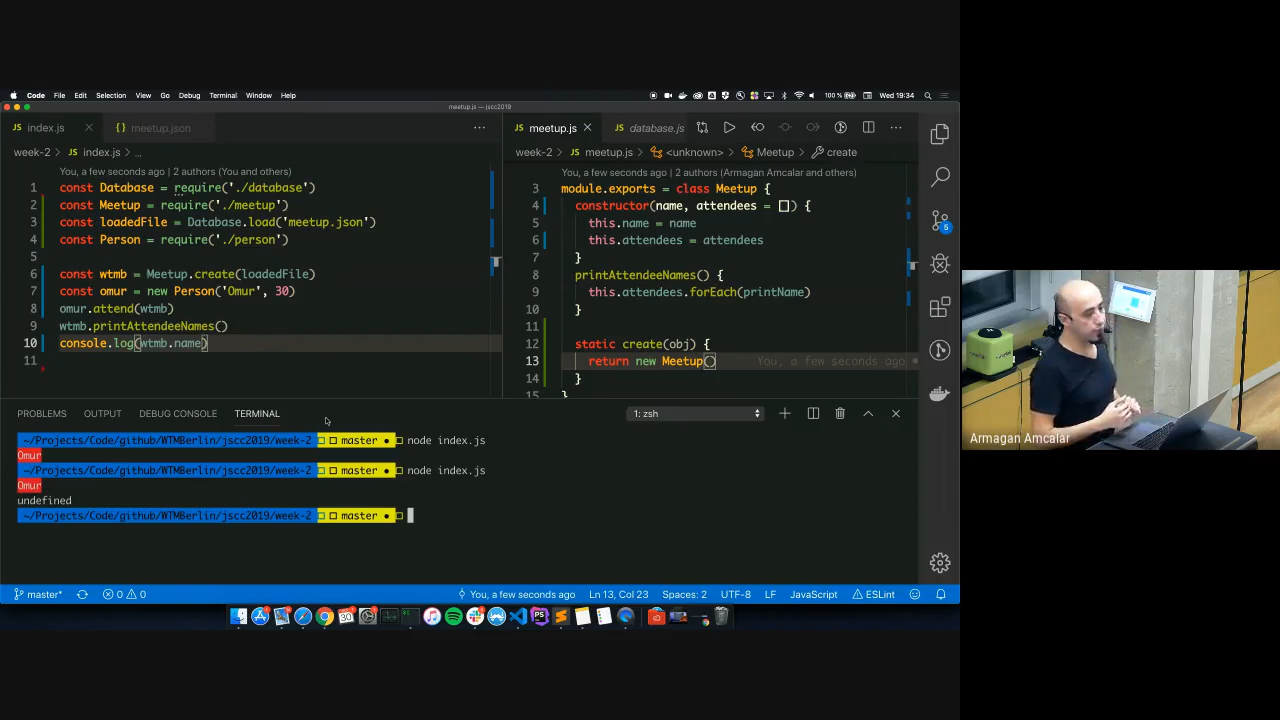 Code File Edit Selection View Go Debug Terminal Window Help 100 % Wed 19:34
meetup.js — jscc2019
JS index.js
{} meetup.json
week-2 > JS index.js > ...
You, a few seconds ago | 2 authors (You and others)
1 const Database = require('./database')
2 const Meetup = require('./meetup')
3 const loadedFile = Database.load('meetup.json')
4 const Person = require('./person')
5
6 const wtmb = Meetup.create(loadedFile)
7 const omur = new Person('Omur', 30)
8 omur.attend(wtmb)
9 wtmb.printAttendeeNames()
10 console.log(wtmb.name)
11
JS meetup.js
JS database.js
week-2 > JS meetup.js > <unknown> > Meetup > create
You, a few seconds ago | 2 authors (Armagan Amcalar and others)
3 module.exports = class Meetup {
4 constructor(name, attendees = []) {
5 this.name = name
6 this.attendees = attendees
7 }
8 printAttendeeNames() {
9 this.attendees.forEach(printName)
10 }
11
12 static create(obj) {
13 return new Meetup() You, a few seconds ago
14 }
15 }
5
PROBLEMS OUTPUT DEBUG CONSOLE TERMINAL 1: zsh
~/Projects/Code/github/WTMBerlin/jscc2019/week-2 master ● node index.js
Omur
~/Projects/Code/github/WTMBerlin/jscc2019/week-2 master ● node index.js
Omur
undefined
~/Projects/Code/github/WTMBerlin/jscc2019/week-2 master ●
master* 0 0 You, a few seconds ago Ln 13, Col 23 Spaces: 2 UTF-8 LF JavaScript ESLint
30 PS
Armagan Amcalar